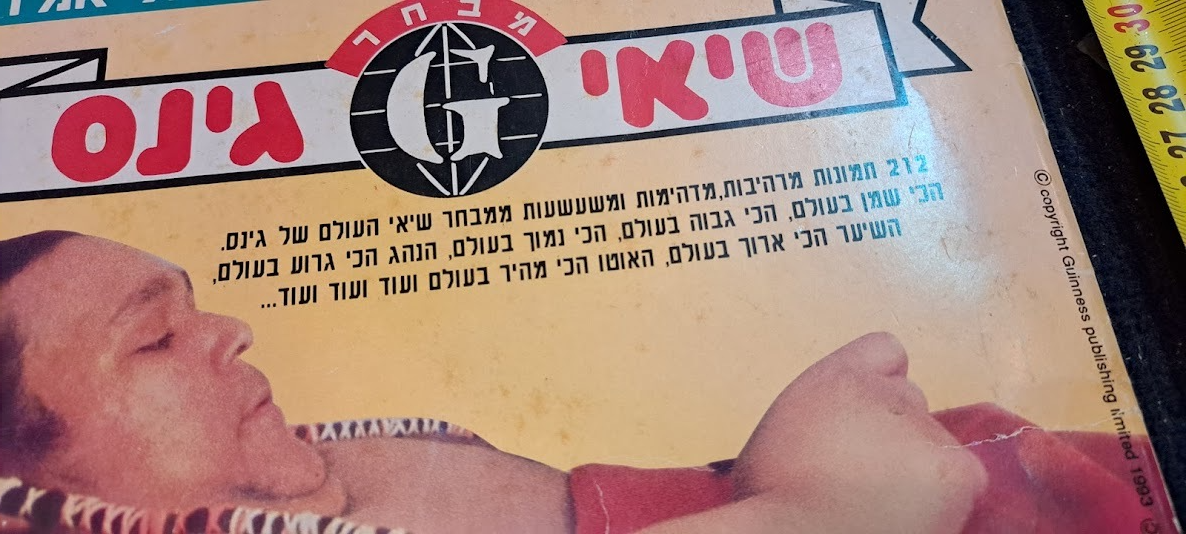 מבחר
שיאי גינס
212 תמונות מרהיבות,מדהימות ומשעשעות ממבחר שיאי העולם של גינס.
הכי שמן בעולם, הכי גבוה בעולם, הכי נמוך בעולם, הנהג הכי גרוע בעולם,
השיער הכי ארוך בעולם, האוטו הכי מהיר בעולם ועוד ועוד ועוד...
© copyright Guinness publishing limited 1993 ©
30
29
28
27